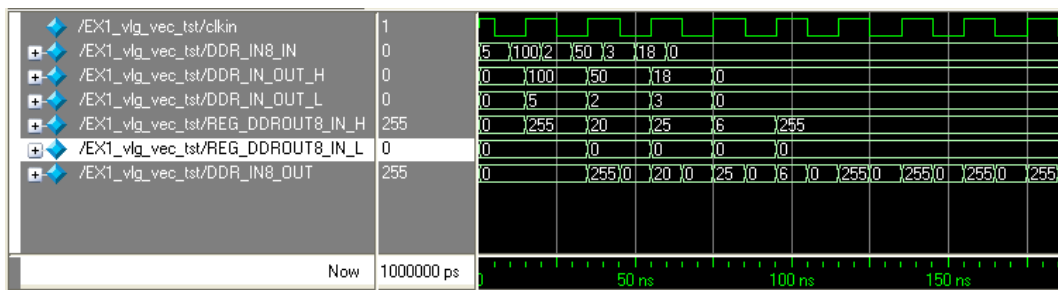 /EX1_vlg_vec_tst/clkin 1
/EX1_vlg_vec_tst/DDR_IN8_IN 0 5 100 2 50 3 18 0
/EX1_vlg_vec_tst/DDR_IN_OUT_H 0 0 100 50 18 0
/EX1_vlg_vec_tst/DDR_IN_OUT_L 0 0 5 2 3 0
/EX1_vlg_vec_tst/REG_DDROUT8_IN_H 255 0 255 20 25 6 255
/EX1_vlg_vec_tst/REG_DDROUT8_IN_L 0 0 0 0 0 0
/EX1_vlg_vec_tst/DDR_IN8_OUT 255 0 255 0 20 0 25 0 6 0 255 0 255 0 255 0 255
Now 1000000 ps 0 50 ns 100 ns 150 ns